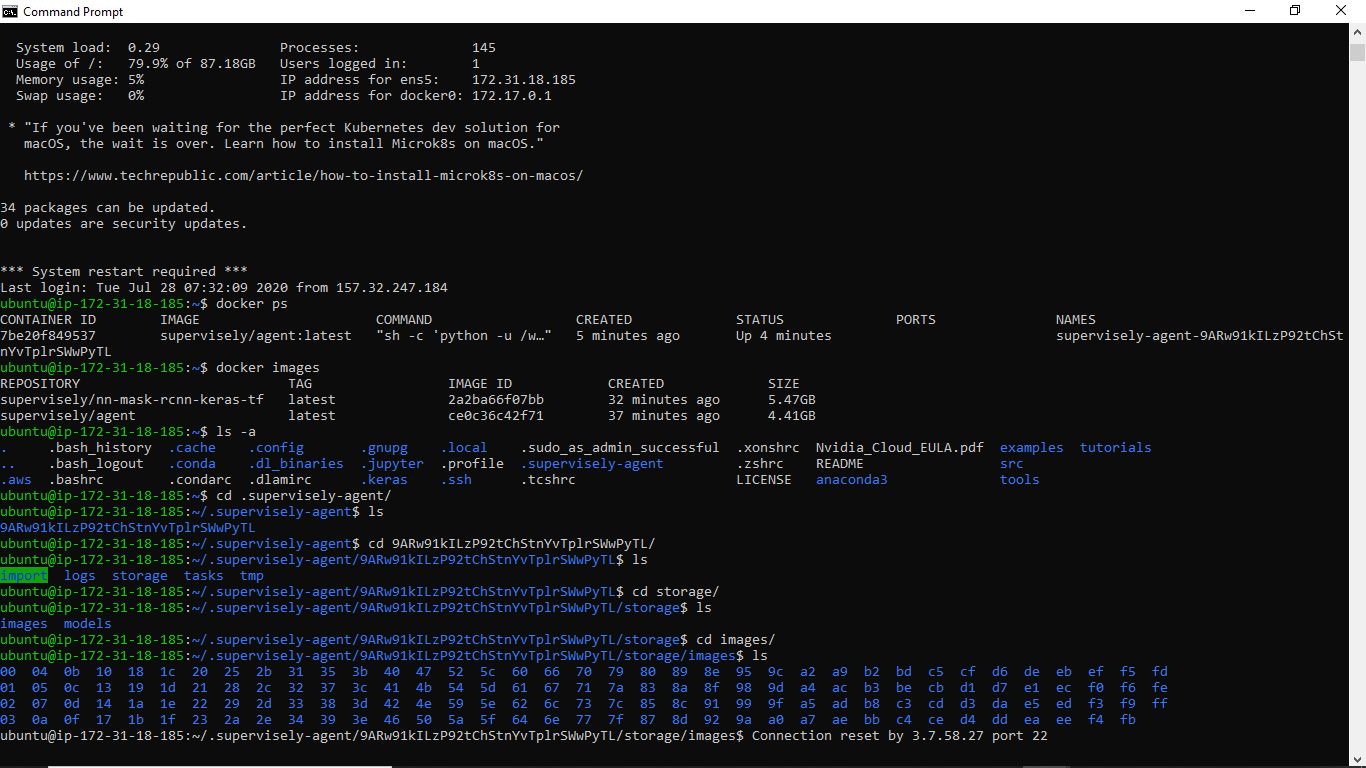 Command Prompt
System load:  0.29               Processes:              145
Usage of /:   79.9% of 87.18GB   Users logged in:        1
Memory usage: 5%                 IP address for ens5:    172.31.18.185
Swap usage:   0%                 IP address for docker0: 172.17.0.1
* "If you've been waiting for the perfect Kubernetes dev solution for
macOS, the wait is over. Learn how to install Microk8s on macOS."
https://www.techrepublic.com/article/how-to-install-microk8s-on-macos/
34 packages can be updated.
0 updates are security updates.
*** System restart required ***
Last login: Tue Jul 28 07:32:09 2020 from 157.32.247.184
ubuntu@ip-172-31-18-185:~$ docker ps
CONTAINER ID        IMAGE                      COMMAND                  CREATED             STATUS              PORTS               NAMES
7be20f849537        supervisely/agent:latest   "sh -c 'python -u /w…"   5 minutes ago       Up 4 minutes                            supervisely-agent-9ARw91kILzP92tChSt
nYvTplrSWwPyTL
ubuntu@ip-172-31-18-185:~$ docker images
REPOSITORY                          TAG                 IMAGE ID            CREATED             SIZE
supervisely/nn-mask-rcnn-keras-tf   latest              2a2ba66f07bb        32 minutes ago      5.47GB
supervisely/agent                   latest              ce0c36c42f71        37 minutes ago      4.41GB
ubuntu@ip-172-31-18-185:~$ ls -a
.     .bash_history  .cache    .config       .gnupg    .local    .sudo_as_admin_successful  .xonshrc  Nvidia_Cloud_EULA.pdf  examples  tutorials
..    .bash_logout   .conda    .dl_binaries  .jupyter  .profile  .supervisely-agent         .zshrc    README                 src
.aws  .bashrc        .condarc  .dlamirc      .keras    .ssh      .tcshrc                    LICENSE   anaconda3              tools
ubuntu@ip-172-31-18-185:~$ cd .supervisely-agent/
ubuntu@ip-172-31-18-185:~/.supervisely-agent$ ls
9ARw91kILzP92tChStnYvTplrSWwPyTL
ubuntu@ip-172-31-18-185:~/.supervisely-agent$ cd 9ARw91kILzP92tChStnYvTplrSWwPyTL/
ubuntu@ip-172-31-18-185:~/.supervisely-agent/9ARw91kILzP92tChStnYvTplrSWwPyTL$ ls
import  logs  storage  tasks  tmp
ubuntu@ip-172-31-18-185:~/.supervisely-agent/9ARw91kILzP92tChStnYvTplrSWwPyTL$ cd storage/
ubuntu@ip-172-31-18-185:~/.supervisely-agent/9ARw91kILzP92tChStnYvTplrSWwPyTL/storage$ ls
images  models
ubuntu@ip-172-31-18-185:~/.supervisely-agent/9ARw91kILzP92tChStnYvTplrSWwPyTL/storage$ cd images/
ubuntu@ip-172-31-18-185:~/.supervisely-agent/9ARw91kILzP92tChStnYvTplrSWwPyTL/storage/images$ ls
00  04  0b  10  18  1c  20  25  2b  31  35  3b  40  47  52  5c  60  66  70  79  80  89  8e  95  9c  a2  a9  b2  bd  c5  cf  d6  de  eb  ef  f5  fd
01  05  0c  13  19  1d  21  28  2c  32  37  3c  41  4b  54  5d  61  67  71  7a  83  8a  8f  98  9d  a4  ac  b3  be  cb  d1  d7  e1  ec  f0  f6  fe
02  07  0d  14  1a  1e  22  29  2d  33  38  3d  42  4e  59  5e  62  6c  73  7c  85  8c  91  99  9f  a5  ad  b8  c3  cd  d3  da  e5  ed  f3  f9  ff
03  0a  0f  17  1b  1f  23  2a  2e  34  39  3e  46  50  5a  5f  64  6e  77  7f  87  8d  92  9a  a0  a7  ae  bb  c4  ce  d4  dd  ea  ee  f4  fb
ubuntu@ip-172-31-18-185:~/.supervisely-agent/9ARw91kILzP92tChStnYvTplrSWwPyTL/storage/images$ Connection reset by 3.7.58.27 port 22